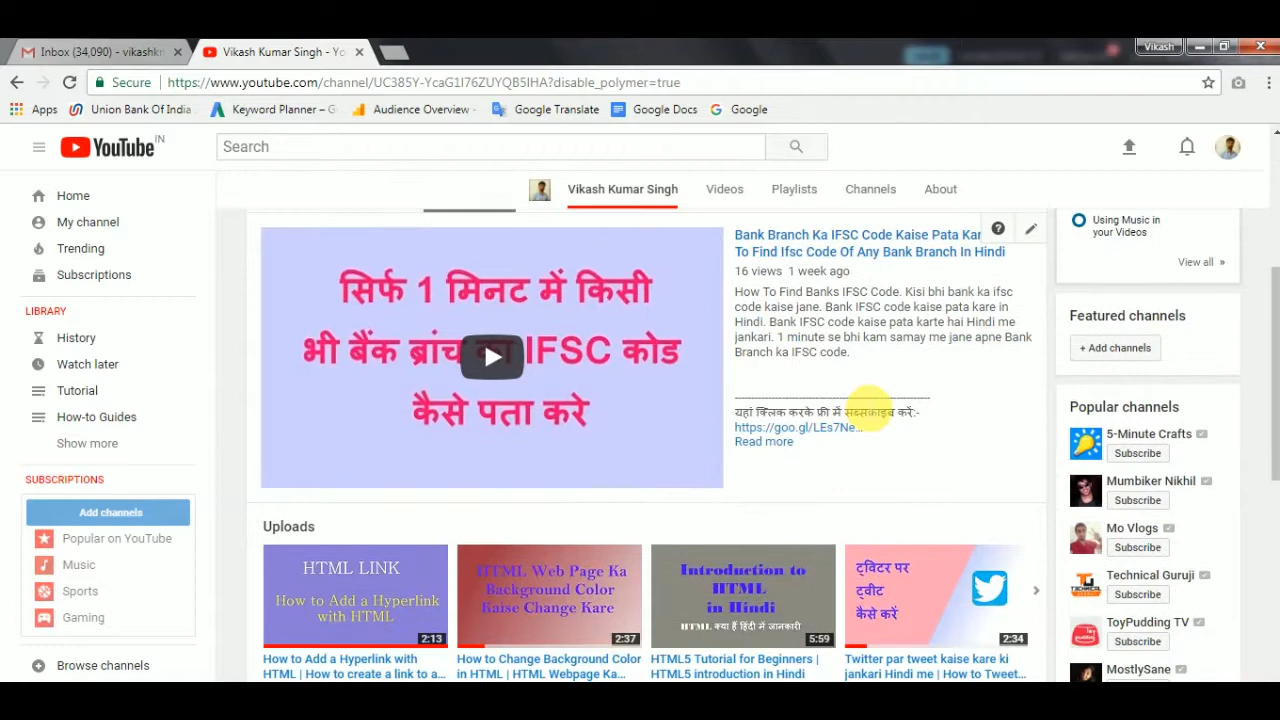 Inbox (34,090) - vikashkr
Vikash Kumar Singh - Yo
Vikash
Secure
https://www.youtube.com/channel/UC385Y-YcaG1I76ZUYQB5IHA?disable_polymer=true
Apps
Union Bank Of India
Keyword Planner –
Audience Overview -
Google Translate
Google Docs
Google
YouTube IN
Search
Vikash Kumar Singh
Videos
Playlists
Channels
About
Home
My channel
Trending
Subscriptions
LIBRARY
History
Watch later
Tutorial
How-to Guides
Show more
SUBSCRIPTIONS
Add channels
Popular on YouTube
Music
Sports
Gaming
Browse channels
सिर्फ 1 मिनट में किसी
भी बैंक ब्रांच का IFSC कोड
कैसे पता करे
Bank Branch Ka IFSC Code Kaise Pata Kar
To Find Ifsc Code Of Any Bank Branch In Hindi
16 views 1 week ago
How To Find Banks IFSC Code. Kisi bhi bank ka ifsc
code kaise jane. Bank IFSC code kaise pata kare in
Hindi. Bank IFSC code kaise pata karte hai Hindi me
jankari. 1 minute se bhi kam samay me jane apne Bank
Branch ka IFSC code.
यहां क्लिक करके फ्री में सब्सक्राइब करें:-
https://goo.gl/LEs7Ne...
Read more
Uploads
HTML LINK
How to Add a Hyperlink
with HTML
2:13
How to Add a Hyperlink with
HTML | How to create a link to a...
HTML Web Page Ka
Background Color
Kaise Change Kare
2:37
How to Change Background Color
in HTML | HTML Webpage Ka...
Introduction to
HTML
in Hindi
HTML क्या हैं हिंदी में जानकारी
5:59
HTML5 Tutorial for Beginners |
HTML5 introduction in Hindi
ट्विटर पर
ट्वीट
कैसे करें
2:34
Twitter par tweet kaise kare ki
jankari Hindi me | How to Tweet...
Using Music in
your Videos
View all »
Featured channels
+ Add channels
Popular channels
5-Minute Crafts
Subscribe
Mumbiker Nikhil
Subscribe
Mo Vlogs
Subscribe
Technical Guruji
Subscribe
ToyPudding TV
Subscribe
MostlySane